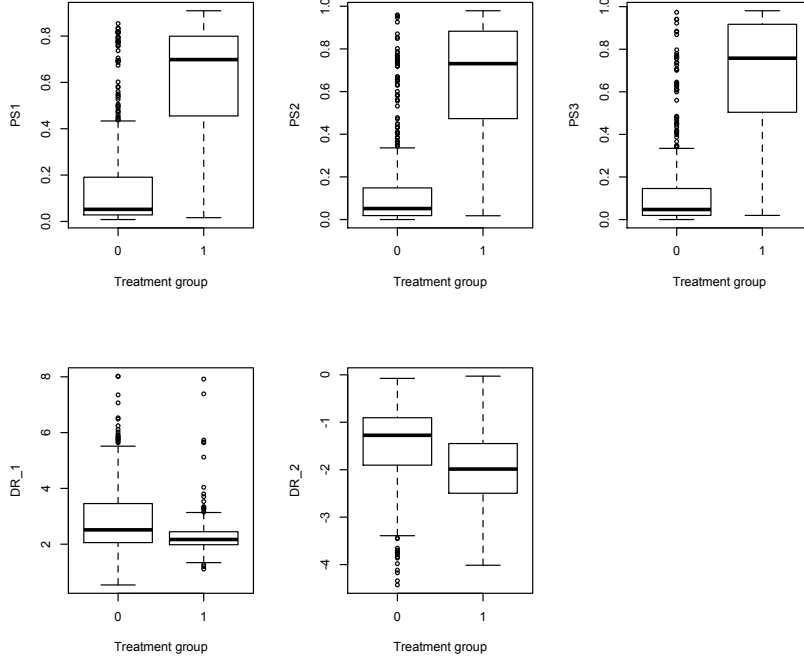 PS1
0.0 0.2 0.4 0.6 0.8
0 1
Treatment group
PS2
0.0 0.2 0.4 0.6 0.8 1.0
0 1
Treatment group
PS3
0.0 0.2 0.4 0.6 0.8 1.0
0 1
Treatment group
DR_1
2 4 6 8
0 1
Treatment group
DR_2
-4 -3 -2 -1 0
0 1
Treatment group